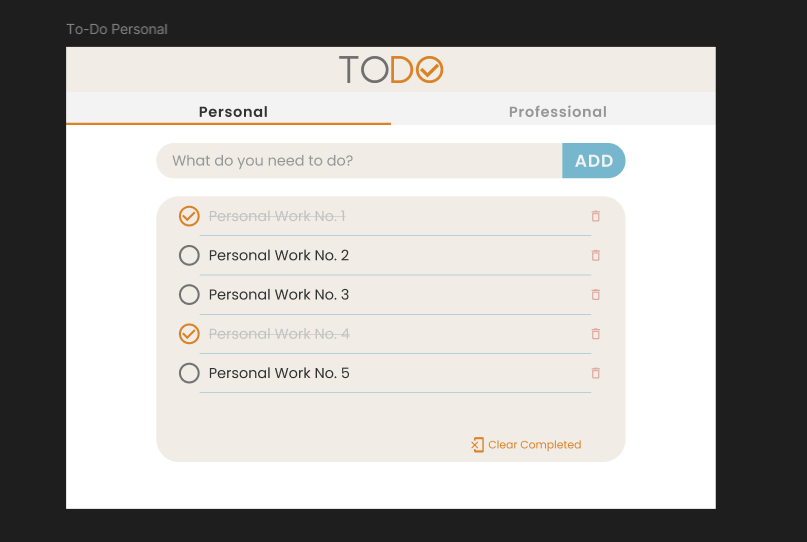 To-Do Personal
TODO
Personal
Professional
What do you need to do?
ADD
Personal Work No. 1
Personal Work No. 2
Personal Work No. 3
Personal Work No. 4
Personal Work No. 5
Clear Completed